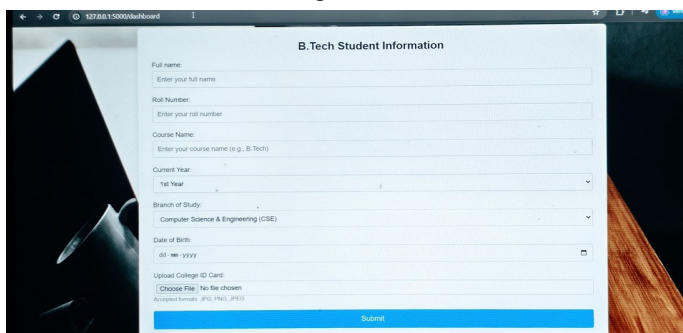 127.0.0.1:5000/dashboard
B.Tech Student Information
Full name:
Enter your full name
Roll Number:
Enter your roll number
Course Name:
Enter your course name (e.g., B.Tech)
Current Year:
1st Year
Branch of Study:
Computer Science & Engineering (CSE)
Date of Birth:
dd-mm-yyyy
Upload College ID Card:
Choose File No file chosen
Accepted formats: JPG, PNG, JPEG
Submit